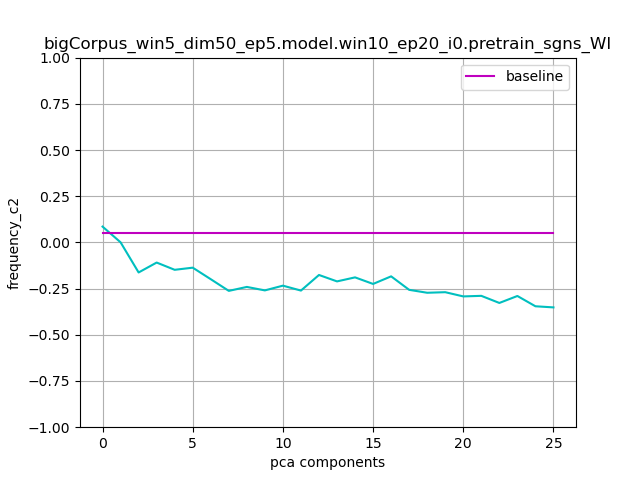 bigCorpus_win5_dim50_ep5.model.win10_ep20_i0.pretrain_sgns_WI
baseline
1.00
0.75
0.50
0.25
0.00
−0.25
−0.50
−0.75
−1.00
frequency_c2
0 5 10 15 20 25
pca components